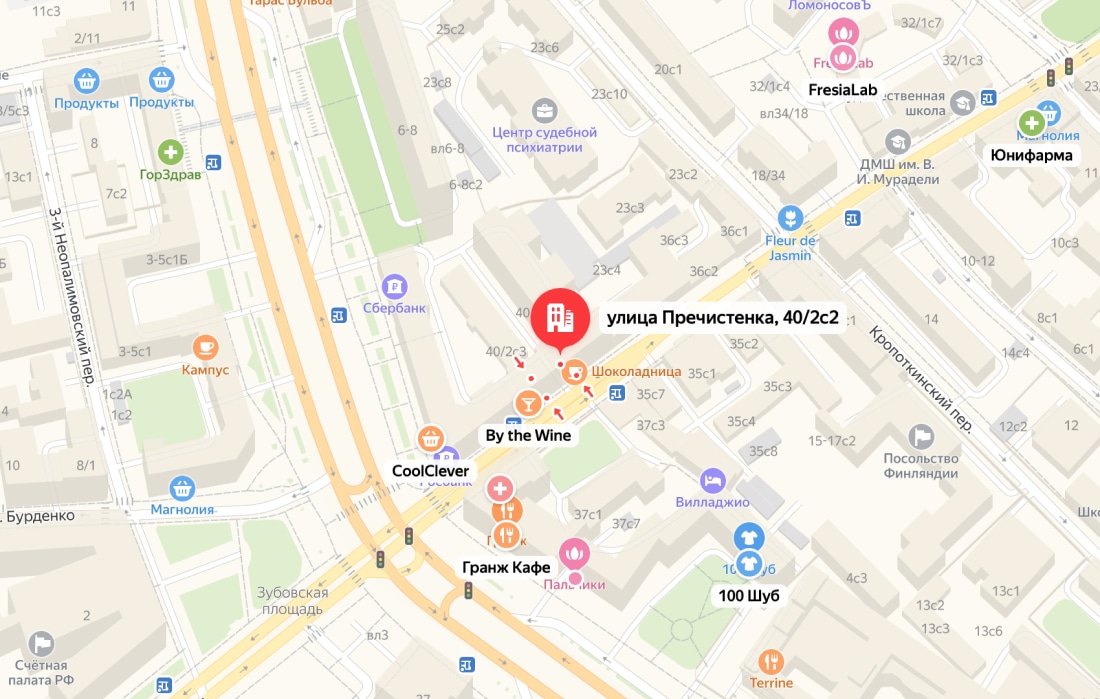 Тарас Бульба
11с3
2/11
25с2
23с6
ЛомоносовЪ
32/1с7
32/1с3
20с1
32/1с4
FresiaLab
вл34/18
Продукты
Продукты
23с8
23с10
Центр судебной
психиатрии
6-8
вл6-8
8
ГорЗдрав
13с1
7с2
6-8с2
23с2
18/34
ественная
школа
ДМШ им. В.
И. Мурадели
Магнолия
Юнифарма
11
3-й Неопалимовский пер.
3-5с1Б
23с3
36с1
36с3
Fleur de
Jasmin
10с3
10-12
23с4
36с2
Сбербанк
40
улица Пречистенка, 40/2с2
14
8с1
3-5с1
Кампус
40/2с3
Шоколадница
35с1
35с2
14с4
6с1
Кропоткинский пер.
35с7
35с3
1с2А
1с2
By the Wine
37с3
35с4
15-17с2
12с2
12
10
8/1
CoolClever
Росбанк
35с8
Посольство
Финляндии
Магнолия
Вилладжио
. Бурденко
37с1
37с7
Гранж Кафе
Пальчики
100 Шуб
4с3
Зубовская
площадь
2
13с2
13с1
13с3
13с6
вл3
Счётная
палата РФ
37
Terrine